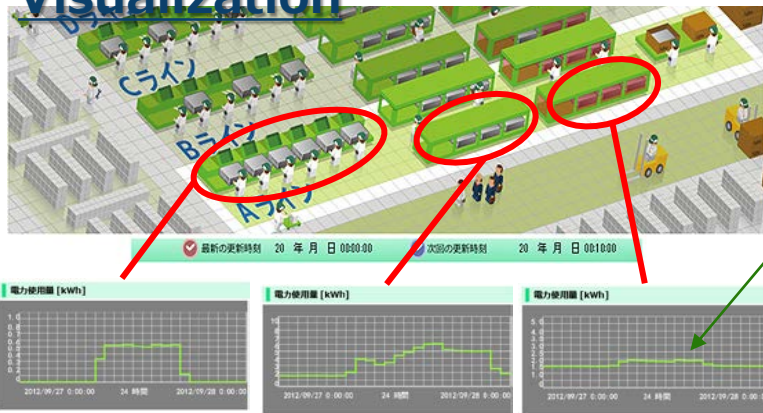 Visualization
Dライン
Cライン
Bライン
Aライン
最新の更新時刻 20 年 月 日 00:00:00 次回の更新時刻 20 年 月 日 00:10:00
電力使用量 [kWh]
2012/09/27 0:00:00 24 時間 2012/09/28 0:00:00
電力使用量 [kWh]
2012/09/27 0:00:00 24 時間 2012/09/28 0:00:00
電力使用量 [kWh]
2012/09/27 0:00:00 24 時間 2012/09/28 0:00:00